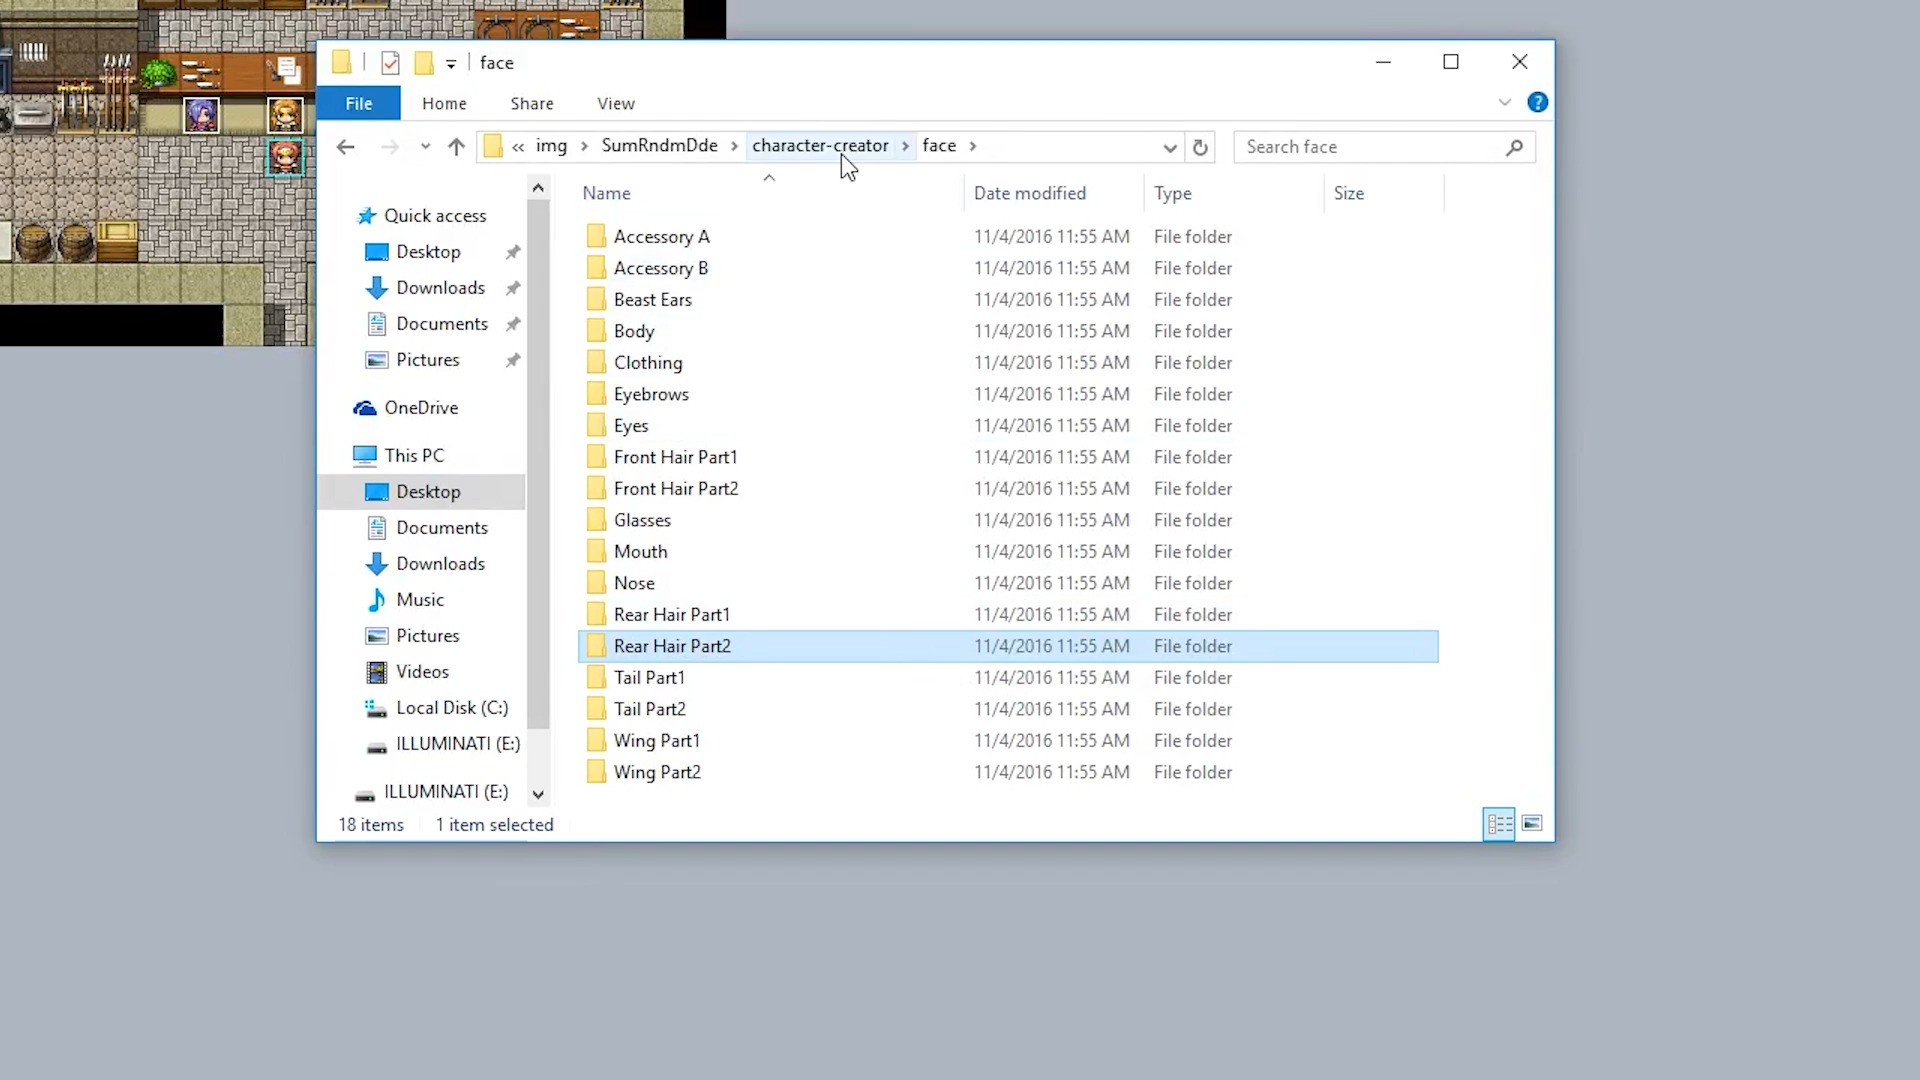 face
File Home Share View
« img > SumRndmDde > character-creator > face >
Search face
Name Date modified Type Size
Quick access
Desktop
Downloads
Documents
Pictures
OneDrive
This PC
Desktop
Documents
Downloads
Music
Pictures
Videos
Local Disk (C:)
ILLUMINATI (E:)
ILLUMINATI (E:)
Accessory A 11/4/2016 11:55 AM File folder
Accessory B 11/4/2016 11:55 AM File folder
Beast Ears 11/4/2016 11:55 AM File folder
Body 11/4/2016 11:55 AM File folder
Clothing 11/4/2016 11:55 AM File folder
Eyebrows 11/4/2016 11:55 AM File folder
Eyes 11/4/2016 11:55 AM File folder
Front Hair Part1 11/4/2016 11:55 AM File folder
Front Hair Part2 11/4/2016 11:55 AM File folder
Glasses 11/4/2016 11:55 AM File folder
Mouth 11/4/2016 11:55 AM File folder
Nose 11/4/2016 11:55 AM File folder
Rear Hair Part1 11/4/2016 11:55 AM File folder
Rear Hair Part2 11/4/2016 11:55 AM File folder
Tail Part1 11/4/2016 11:55 AM File folder
Tail Part2 11/4/2016 11:55 AM File folder
Wing Part1 11/4/2016 11:55 AM File folder
Wing Part2 11/4/2016 11:55 AM File folder
18 items 1 item selected